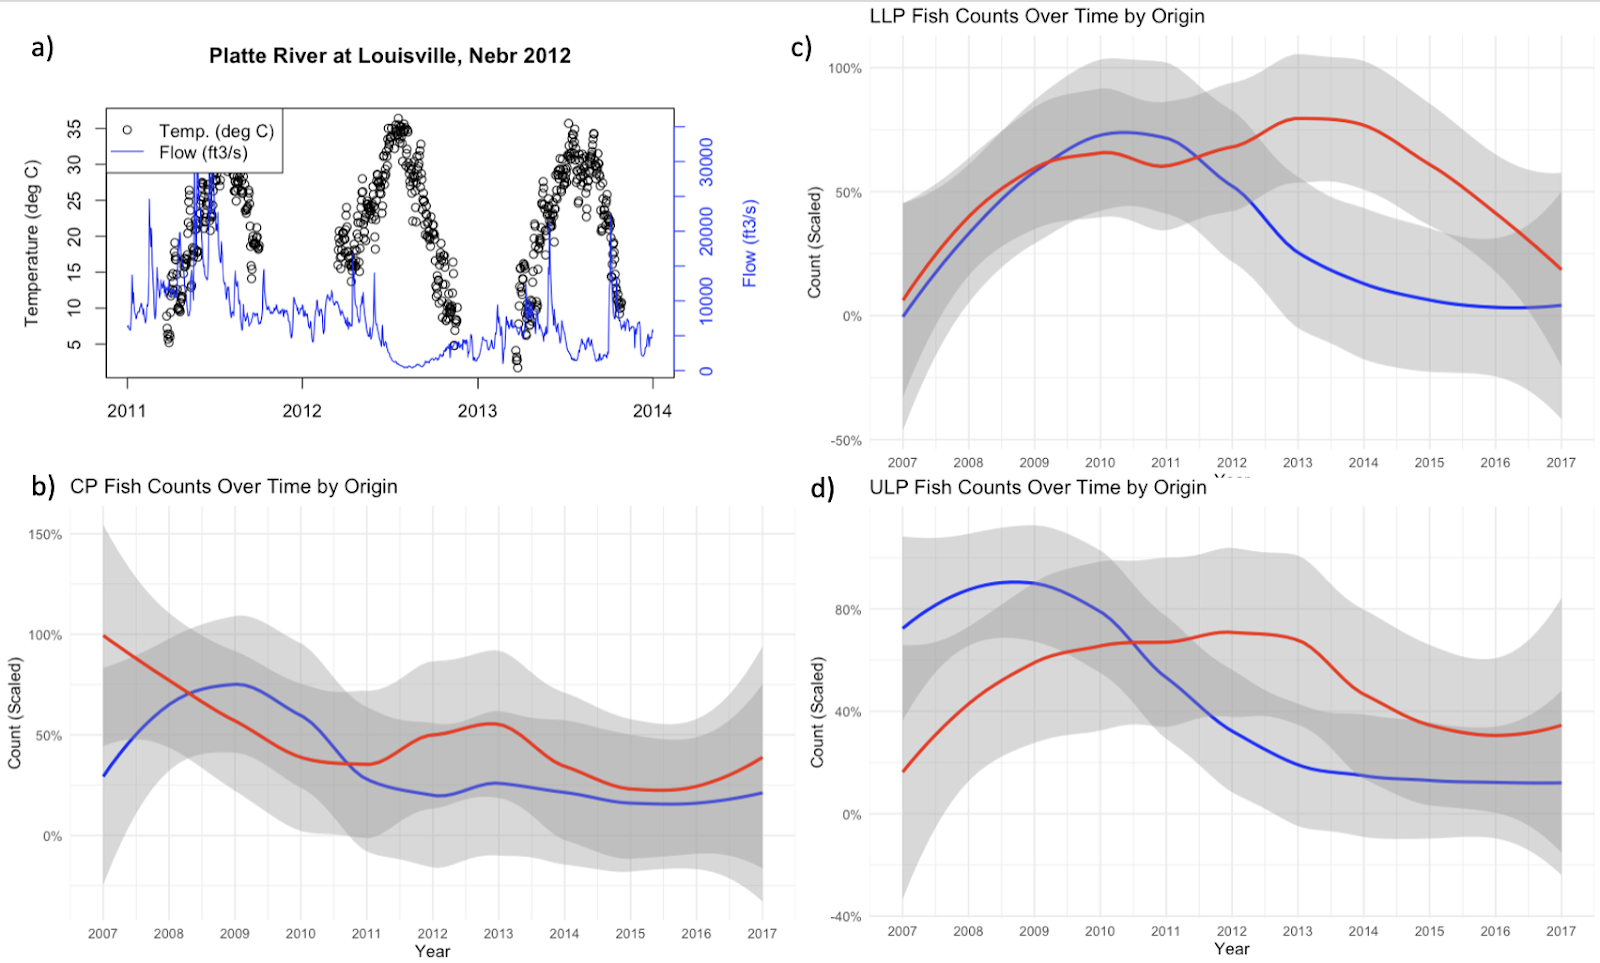 a)
Platte River at Louisville, Nebr 2012
Temp. (deg C)
Flow (ft3/s)
Temperature (deg C)
35
30
25
20
15
10
5
30000
20000
10000
0
Flow (ft3/s)
2011 2012 2013 2014
c)
LLP Fish Counts Over Time by Origin
Count (Scaled)
100%
50%
0%
-50%
2007 2008 2009 2010 2011 2012 2013 2014 2015 2016 2017
Year
b)
CP Fish Counts Over Time by Origin
Count (Scaled)
150%
100%
50%
0%
2007 2008 2009 2010 2011 2012 2013 2014 2015 2016 2017
Year
d)
ULP Fish Counts Over Time by Origin
Count (Scaled)
80%
40%
0%
-40%
2007 2008 2009 2010 2011 2012 2013 2014 2015 2016 2017
Year